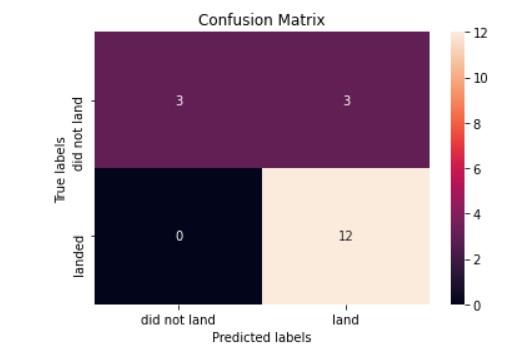 Confusion Matrix
12
10
8
6
4
2
0
True labels
did not land
landed
3
3
0
12
did not land
land
Predicted labels